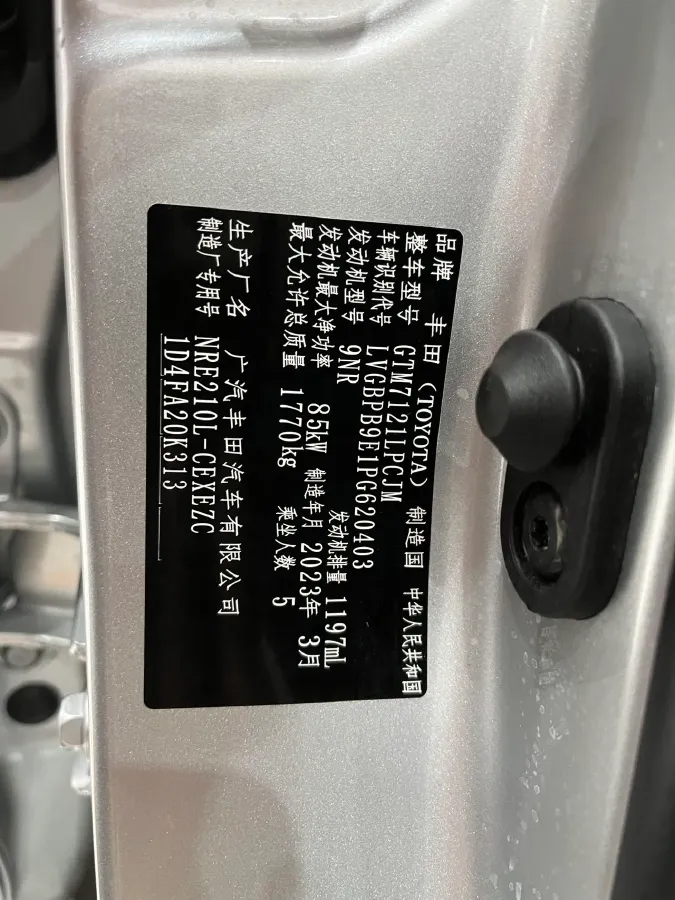 品牌 丰田（TOYOTA） 制造国 中华人民共和国
整车型号 GTM7121LPCJM
车辆识别代号 LVGBPB9E1PG620403
发动机型号 9NR 发动机排量 1197mL
发动机最大净功率 85kW 制造年月 2023年 3月
最大允许总质量 1770kg 乘坐人数 5
生产厂名 广汽丰田汽车有限公司
制造厂专用号 NRE210L-CEXEZC
1D4FA20K313